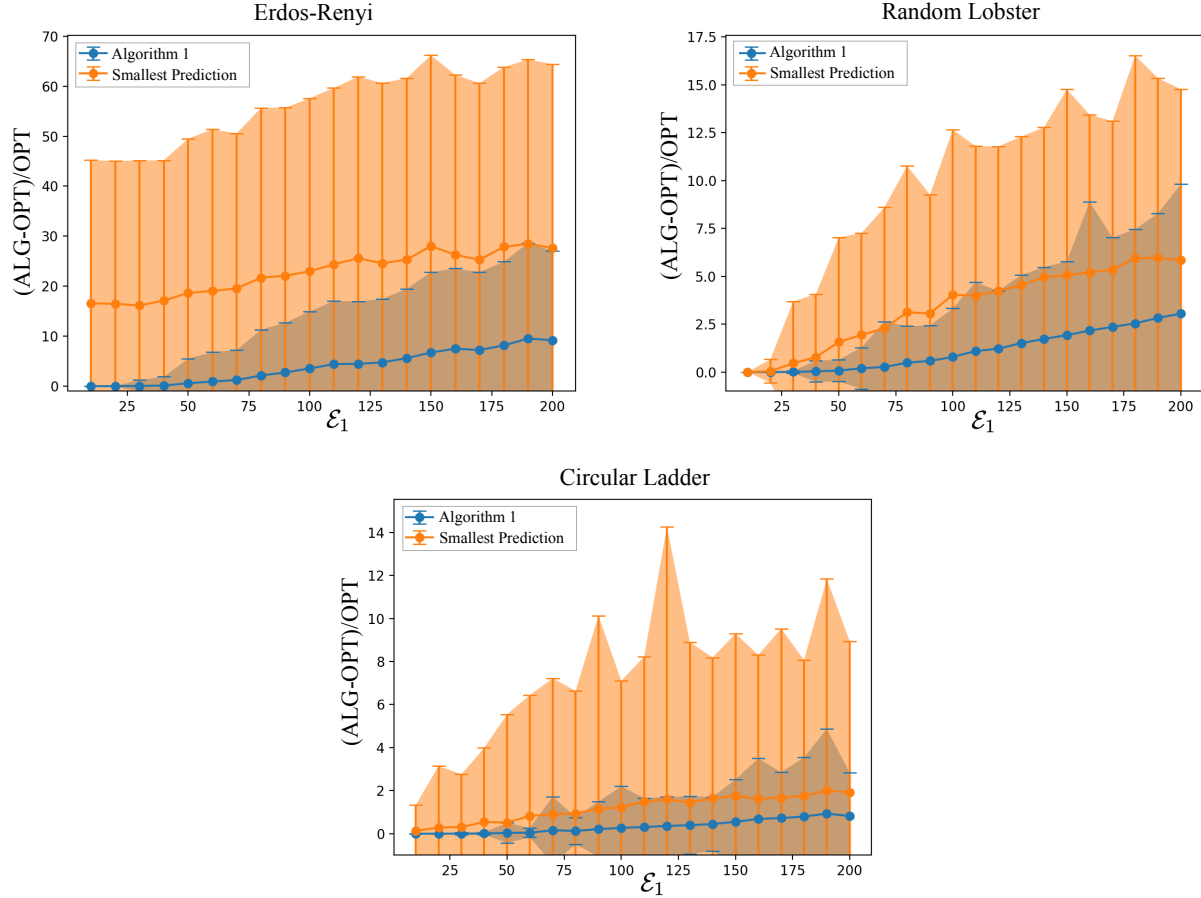 Erdos-Renyi
Algorithm 1
Smallest Prediction
(ALG-OPT)/OPT
70
60
50
40
30
20
10
0
25 50 75 100 125 150 175 200
ℰ₁
Random Lobster
Algorithm 1
Smallest Prediction
(ALG-OPT)/OPT
17.5
15.0
12.5
10.0
7.5
5.0
2.5
0.0
25 50 75 100 125 150 175 200
ℰ₁
Circular Ladder
Algorithm 1
Smallest Prediction
(ALG-OPT)/OPT
14
12
10
8
6
4
2
0
25 50 75 100 125 150 175 200
ℰ₁